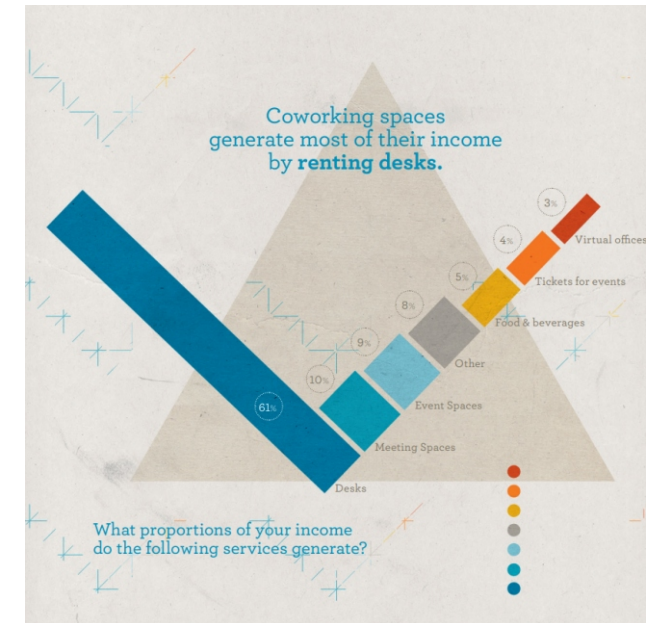 Coworking spaces
generate most of their income
by renting desks.
3%
Virtual offices
4%
Tickets for events
5%
Food & beverages
8%
Other
9%
Event Spaces
10%
Meeting Spaces
61%
Desks
What proportions of your income
do the following services generate?